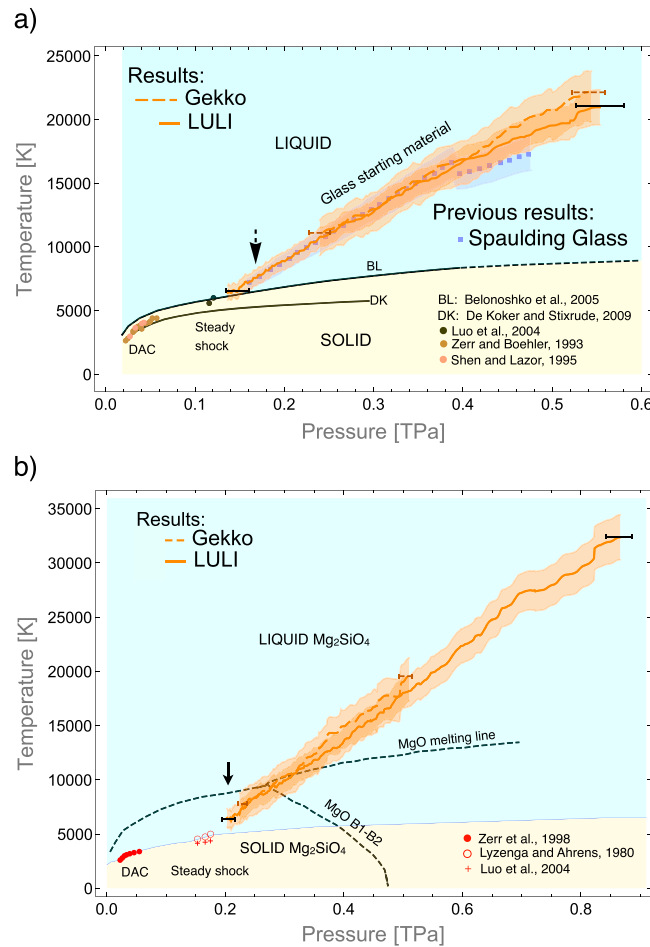 a)
25000
20000
15000
10000
5000
0
Temperature [K]
Results:
Gekko
LULI
LIQUID
Glass starting material
Previous results:
Spaulding Glass
BL
DK
BL: Belonoshko et al., 2005
DK: De Koker and Stixrude, 2009
Luo et al., 2004
Zerr and Boehler, 1993
Shen and Lazor, 1995
Steady
shock
DAC
SOLID
0.0 0.1 0.2 0.3 0.4 0.5 0.6
Pressure [TPa]
b)
35000
30000
25000
20000
15000
10000
5000
0
Temperature [K]
Results:
Gekko
LULI
LIQUID Mg₂SiO₄
MgO melting line
MgO B1-B2
SOLID Mg₂SiO₄
DAC
Steady shock
Zerr et al., 1998
Lyzenga and Ahrens, 1980
Luo et al., 2004
0.0 0.2 0.4 0.6 0.8
Pressure [TPa]